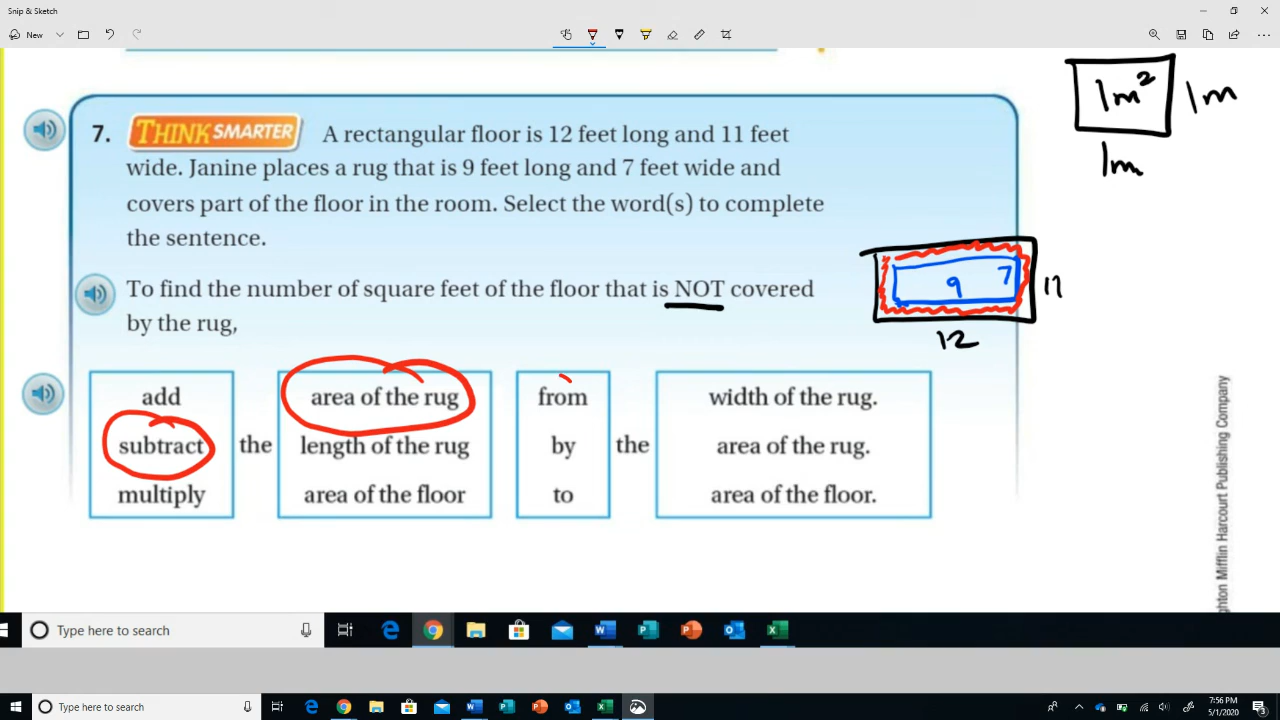 Snip & Sketch
New
1m²
1m
1m
7. THINK SMARTER A rectangular floor is 12 feet long and 11 feet
wide. Janine places a rug that is 9 feet long and 7 feet wide and
covers part of the floor in the room. Select the word(s) to complete
the sentence.
To find the number of square feet of the floor that is NOT covered
by the rug,
9 7
11
12
add
subtract
multiply
the
area of the rug
length of the rug
area of the floor
from
by
to
the
width of the rug.
area of the rug.
area of the floor.
ghton Mifflin Harcourt Publishing Company
Type here to search
Type here to search
7:56 PM
5/1/2020